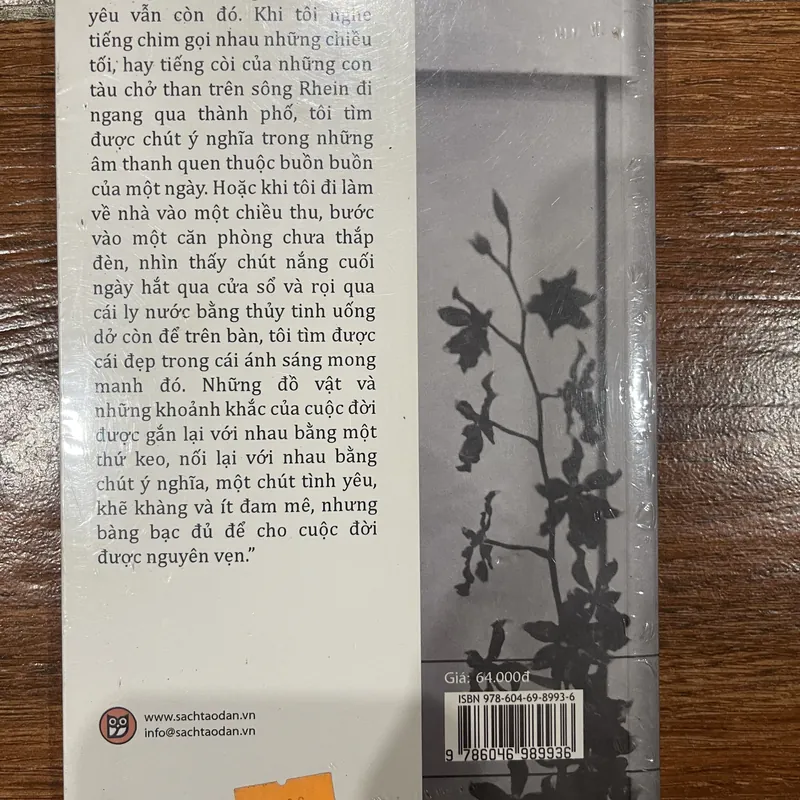 yêu vẫn còn đó. Khi tôi nghe
tiếng chim gọi nhau những chiều
tối, hay tiếng còi của những con
tàu chở than trên sông Rhein đi
ngang qua thành phố, tôi tìm
được chút ý nghĩa trong những
âm thanh quen thuộc buồn buồn
của một ngày. Hoặc khi tôi đi làm
về nhà vào một chiều thu, bước
vào một căn phòng chưa thắp
đèn, nhìn thấy chút nắng cuối
ngày hắt qua cửa sổ và rọi qua
cái ly nước bằng thủy tinh uống
dở còn để trên bàn, tôi tìm được
cái đẹp trong cái ánh sáng mong
manh đó. Những đồ vật và
những khoảnh khắc của cuộc đời
được gắn lại với nhau bằng một
thứ keo, nối lại với nhau bằng
chút ý nghĩa, một chút tình yêu,
khẽ khàng và ít đam mê, nhưng
bàng bạc đủ để cho cuộc đời
được nguyên vẹn.”
www.sachtaodan.vn
info@sachtaodan.vn
Giá: 64.000đ
ISBN 978-604-69-8993-6
9 786046 989936